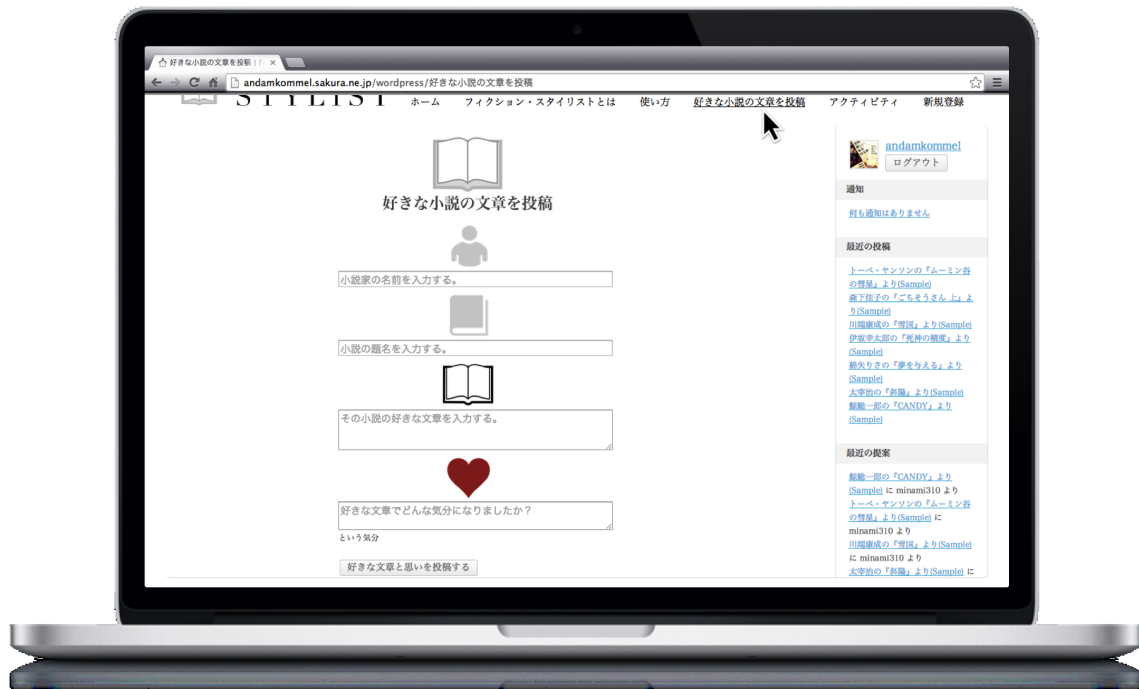 好きな小説の文章を投稿 | Fi
andamkommel.sakura.ne.jp/wordpress/好きな小説の文章を投稿
STYLIST ホーム フィクション・スタイリストとは 使い方 好きな小説の文章を投稿 アクティビティ 新規登録
好きな小説の文章を投稿
小説家の名前を入力する。
小説の題名を入力する。
その小説の好きな文章を入力する。
好きな文章でどんな気分になりましたか？
という気分
好きな文章と思いを投稿する
andamkommel
ログアウト
通知
何も通知はありません
最近の投稿
トーベ・ヤンソンの『ムーミン谷
の彗星』より(Sample)
森下佳子の『ごちそうさん 上』よ
り(Sample)
川端康成の『雪国』より(Sample)
伊坂幸太郎の『死神の精度』より
(Sample)
綿矢りさの『夢を与える』より
(Sample)
太宰治の『斜陽』より(Sample)
鯨統一郎の『CANDY』より
(Sample)
最近の提案
鯨統一郎の『CANDY』より
(Sample) に minami310 より
トーベ・ヤンソンの『ムーミン谷
の彗星』より(Sample) に
minami310 より
川端康成の『雪国』より(Sample)
に minami310 より
太宰治の『斜陽』より(Sample) に